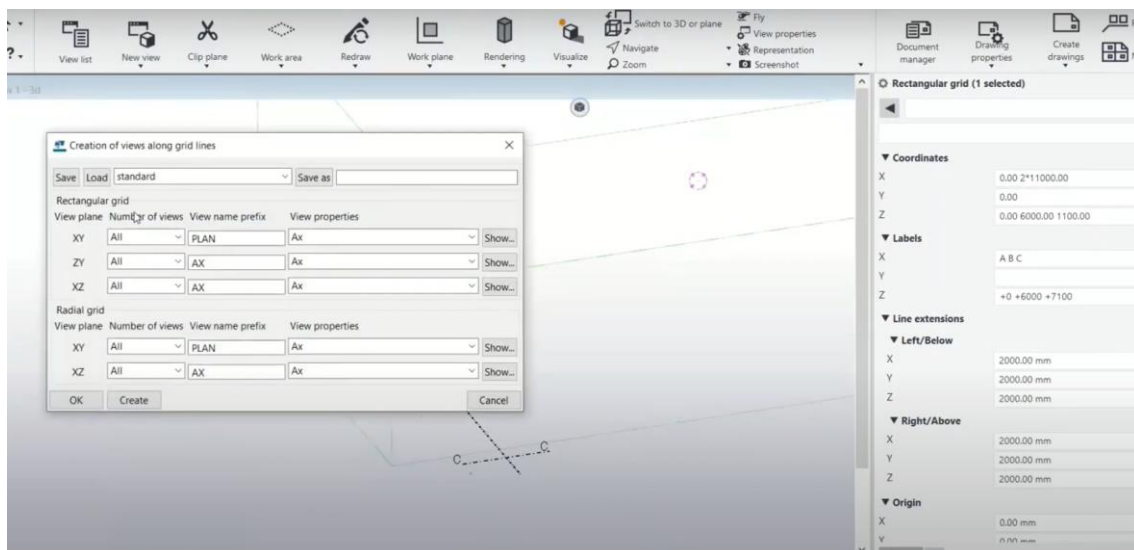 View list
New view
Clip plane
Work area
Redraw
Work plane
Rendering
Visualize
Switch to 3D or plane
Navigate
Zoom
Fly
View properties
Representation
Screenshot
Document manager
Drawing properties
Create drawings
? 
Rectangular grid (1 selected)
Creation of views along grid lines
Save Load standard Save as
Rectangular grid
View plane Number of views View name prefix View properties
XY All PLAN Ax Show...
ZY All AX Ax Show...
XZ All AX Ax Show...
Radial grid
View plane Number of views View name prefix View properties
XY All PLAN Ax Show...
XZ All AX Ax Show...
OK Create Cancel
C C
Coordinates
X 0.00 2*11000.00
Y 0.00
Z 0.00 6000.00 1100.00
Labels
X A B C
Y
Z +0 +6000 +7100
Line extensions
Left/Below
X 2000.00 mm
Y 2000.00 mm
Z 2000.00 mm
Right/Above
X 2000.00 mm
Y 2000.00 mm
Z 2000.00 mm
Origin
X 0.00 mm
Y 0.00 mm